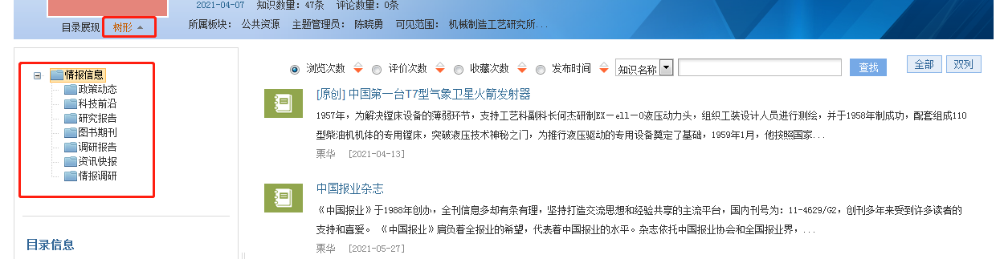 2021-04-07 知识数量：47条 评论数量：0条
目录展现 树形 所属板块： 公共资源 主题管理员： 陈晓勇 可见范围： 机械制造工艺研究所...
情报信息
政策动态
科技前沿
研究报告
图书期刊
调研报告
资讯快报
情报调研
目录信息
浏览次数 评价次数 收藏次数 发布时间 知识名称 查找 全部 双列
[原创] 中国第一台T7型气象卫星火箭发射器
1957年，为解决镗床设备的薄弱环节，支持工艺科副科长何杰研制EX－ell－O液压动力头，组织工装设计人员进行测绘，并于1958年制成功，配套组成110
型柴油机机体的专用镗床，突破液压技术神秘之门，为推行液压驱动的专用设备奠定了基础，1959年1月，他按照国家...
栗华 [2021-04-13]
中国报业杂志
《中国报业》于1988年创办，全刊信息多却有条有理，坚持打造交流思想和经验共享的主流平台，国内刊号为：11-4629/G2，创刊多年来受到许多读者的
支持和喜爱。 《中国报业》肩负着全报业的希望，代表着中国报业的水平。杂志依托中国报业协会和全国报业界，...
栗华 [2021-05-27]